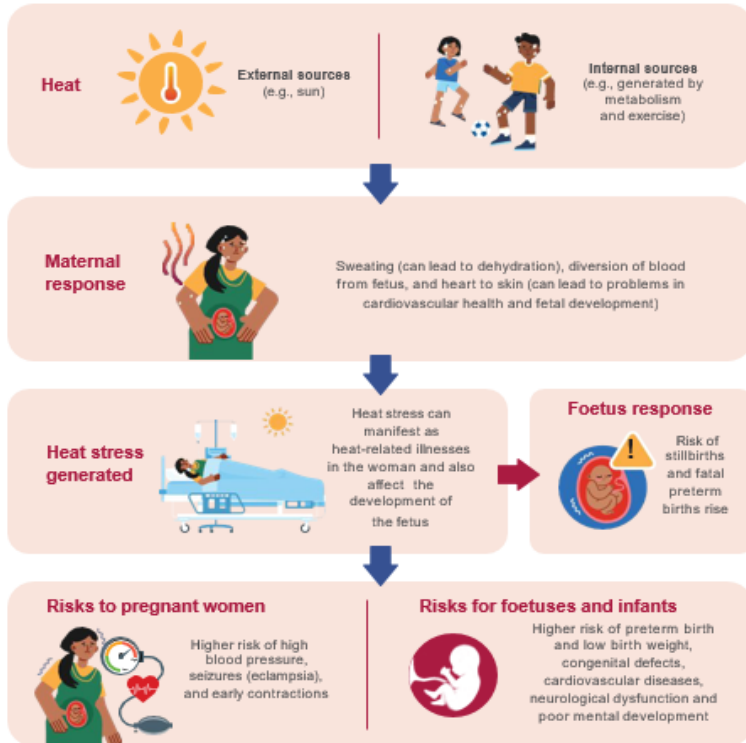 Heat
External sources
(e.g., sun)
Internal sources
(e.g., generated by
metabolism
and exercise)
Maternal
response
Sweating (can lead to dehydration), diversion of blood
from fetus, and heart to skin (can lead to problems in
cardiovascular health and fetal development)
Heat stress
generated
Heat stress can
manifest as
heat-related illnesses
in the woman and also
affect the
development of
the fetus
Foetus response
!
Risk of
stillbirths
and fatal
preterm
births rise
Risks to pregnant women
Higher risk of high
blood pressure,
seizures (eclampsia),
and early contractions
Risks for foetuses and infants
Higher risk of preterm birth
and low birth weight,
congenital defects,
cardiovascular diseases,
neurological dysfunction and
poor mental development